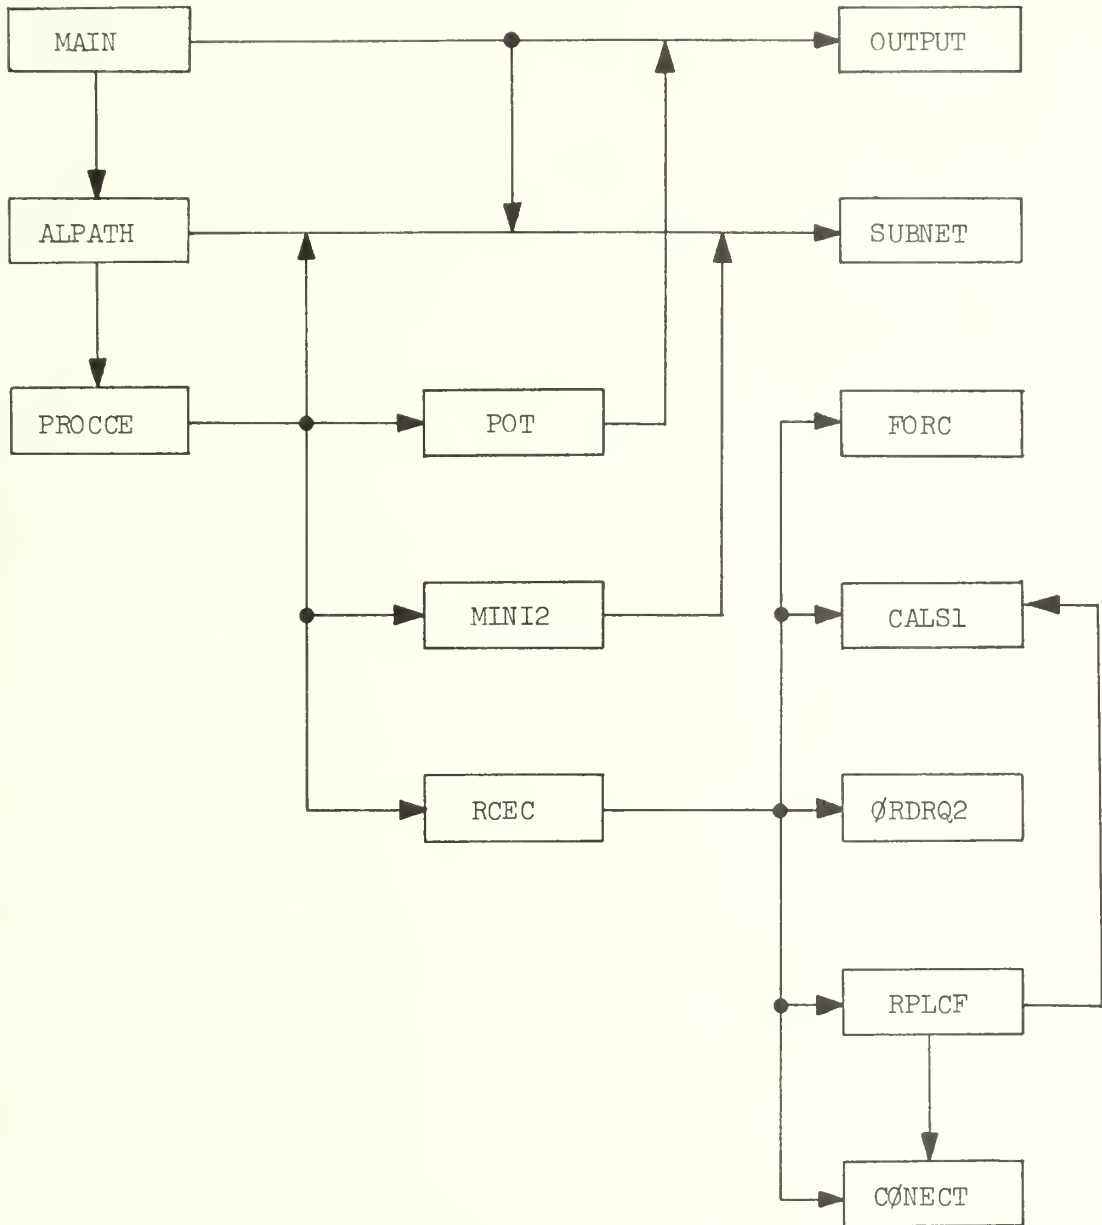 MAIN
OUTPUT
ALPATH
SUBNET
PROCCE
POT
FORC
MINI2
CALS1
RCEC
ØRDRQ2
RPLCF
CØNECT